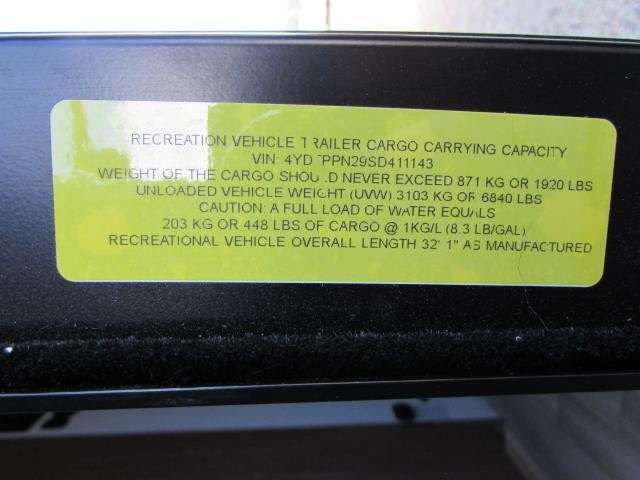 RECREATION VEHICLE TRAILER CARGO CARRYING CAPACITY
VIN: 4YD TPPN29SD411143
WEIGHT OF THE CARGO SHOULD NEVER EXCEED 871 KG OR 1920 LBS
UNLOADED VEHICLE WEIGHT (UVW) 3103 KG OR 6840 LBS
CAUTION: A FULL LOAD OF WATER EQUALS
203 KG OR 448 LBS OF CARGO @ 1KG/L (8.3 LB/GAL)
RECREATIONAL VEHICLE OVERALL LENGTH 32' 1" AS MANUFACTURED